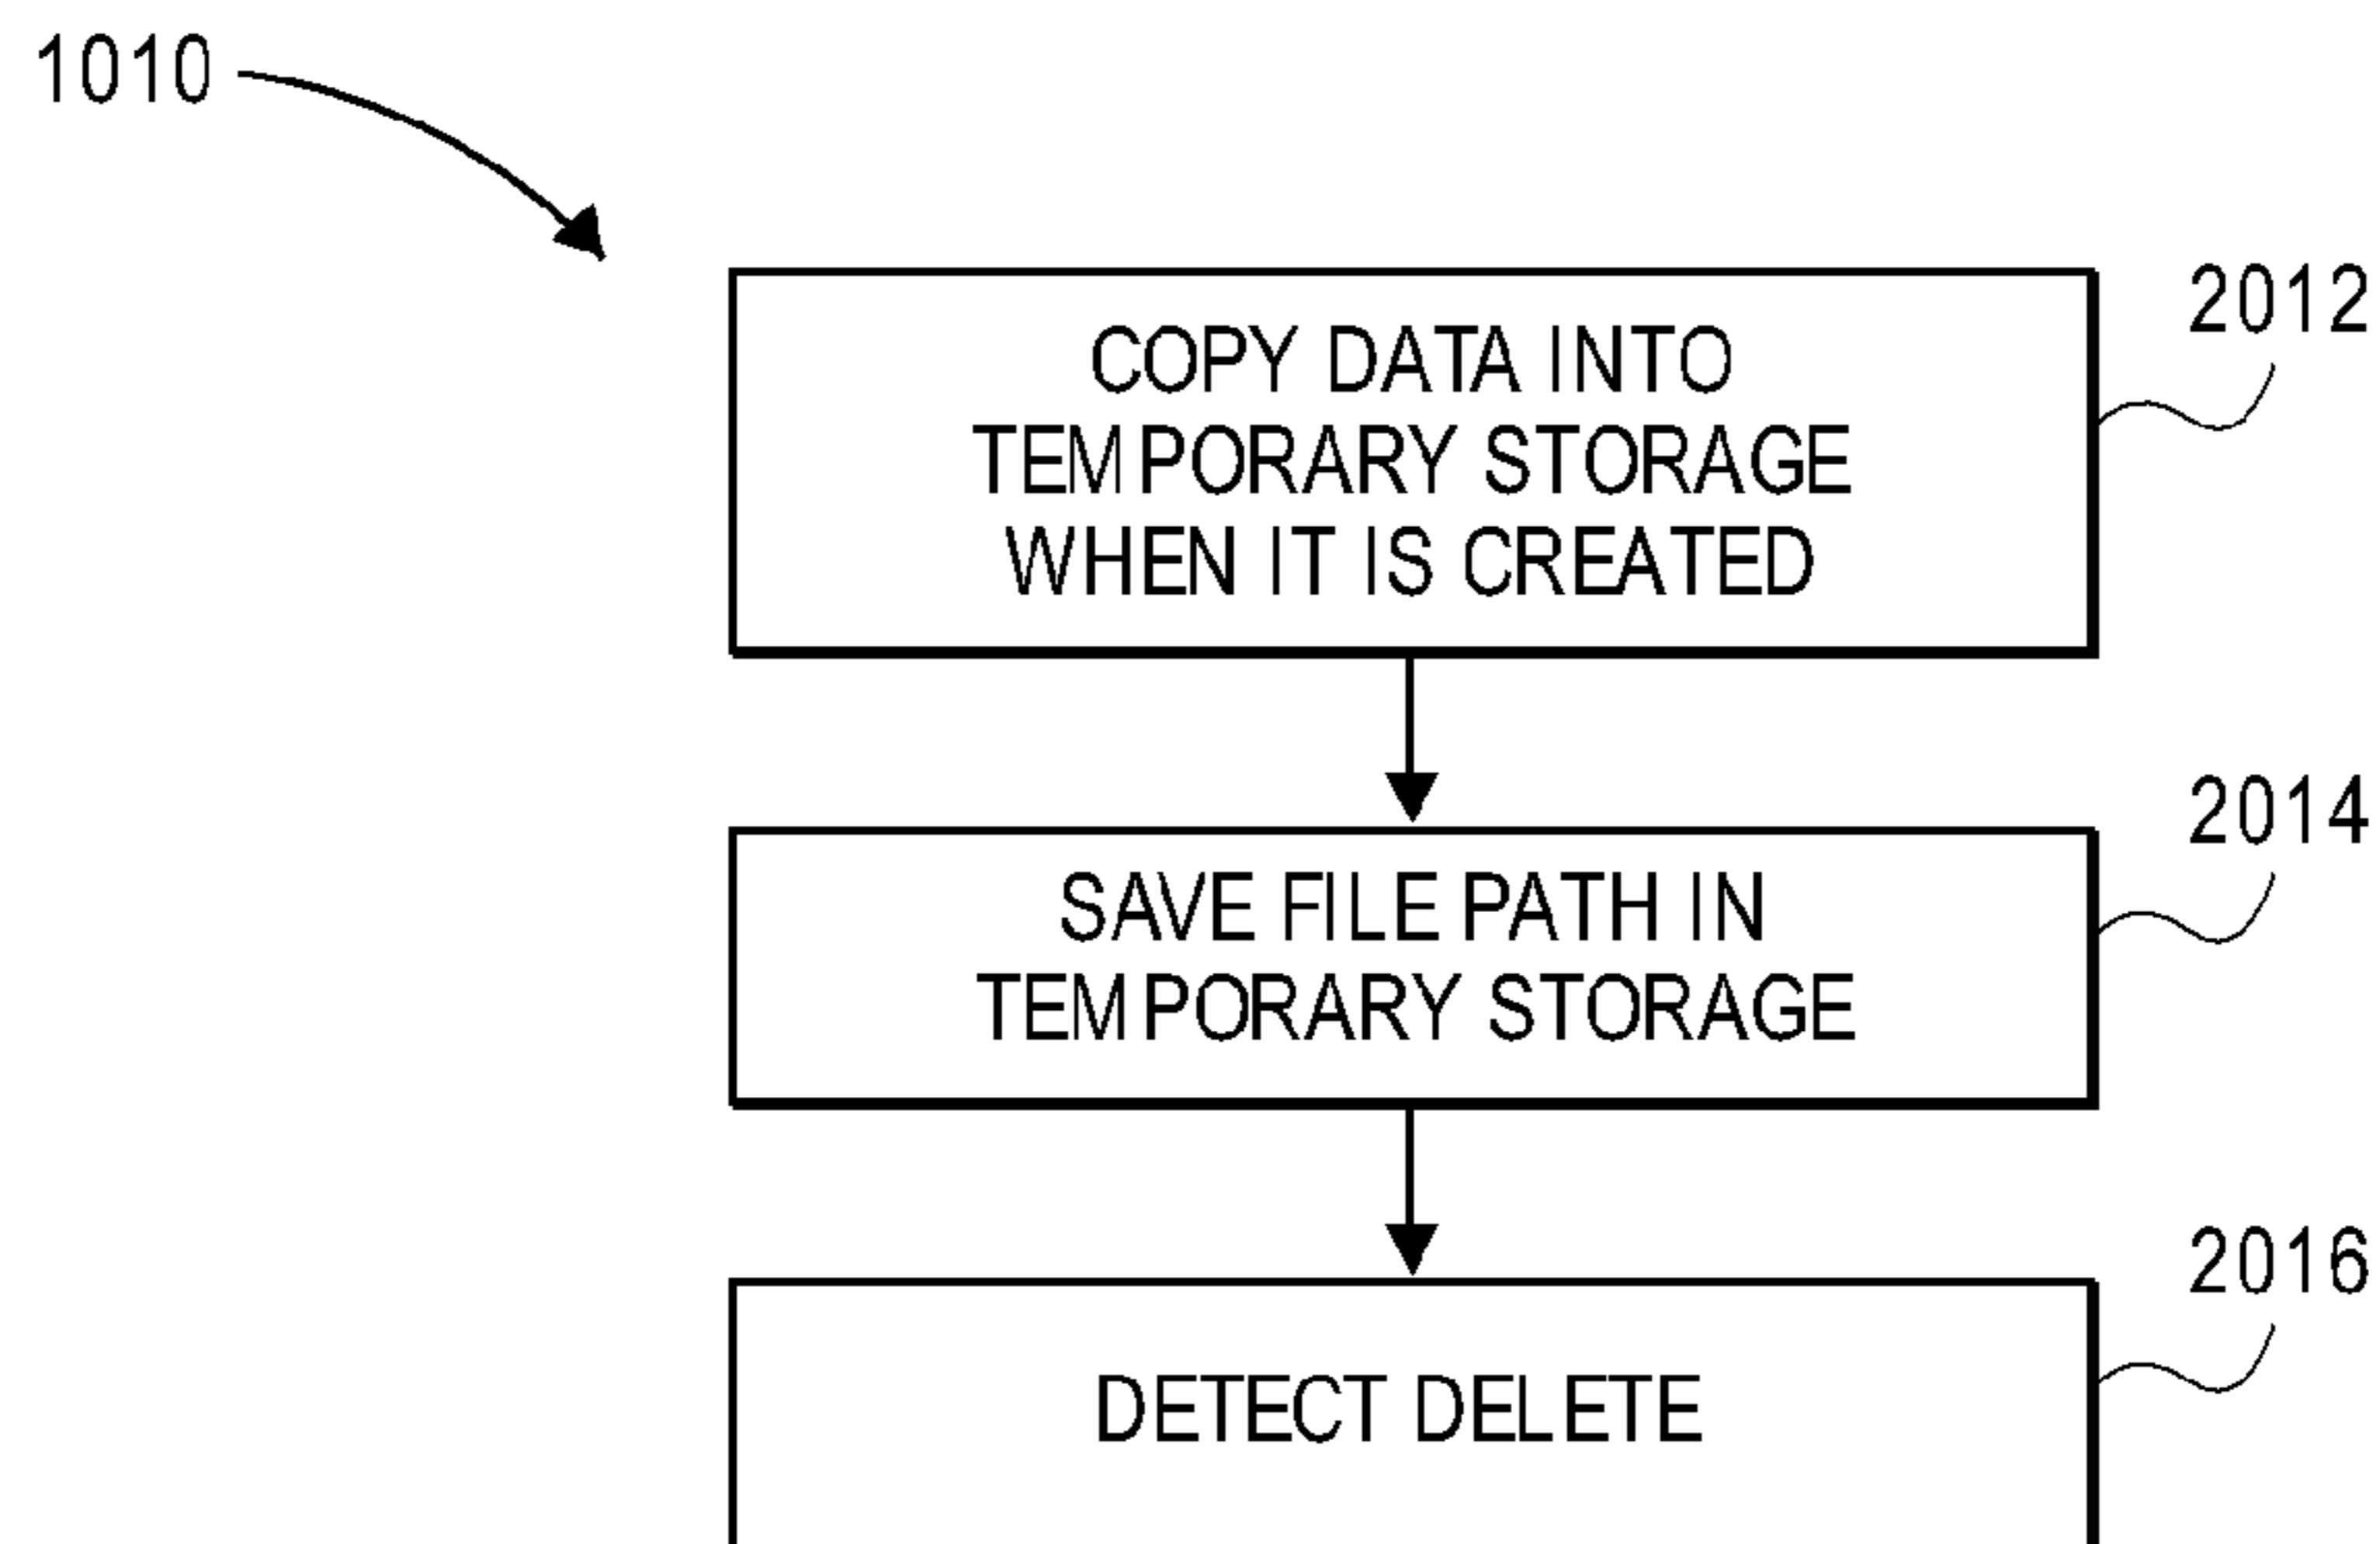 1010
2012
COPY DATA INTO
TEMPORARY STORAGE
WHEN IT IS CREATED
2014
SAVE FILE PATH IN
TEMPORARY STORAGE
2016
DETECT DELETE